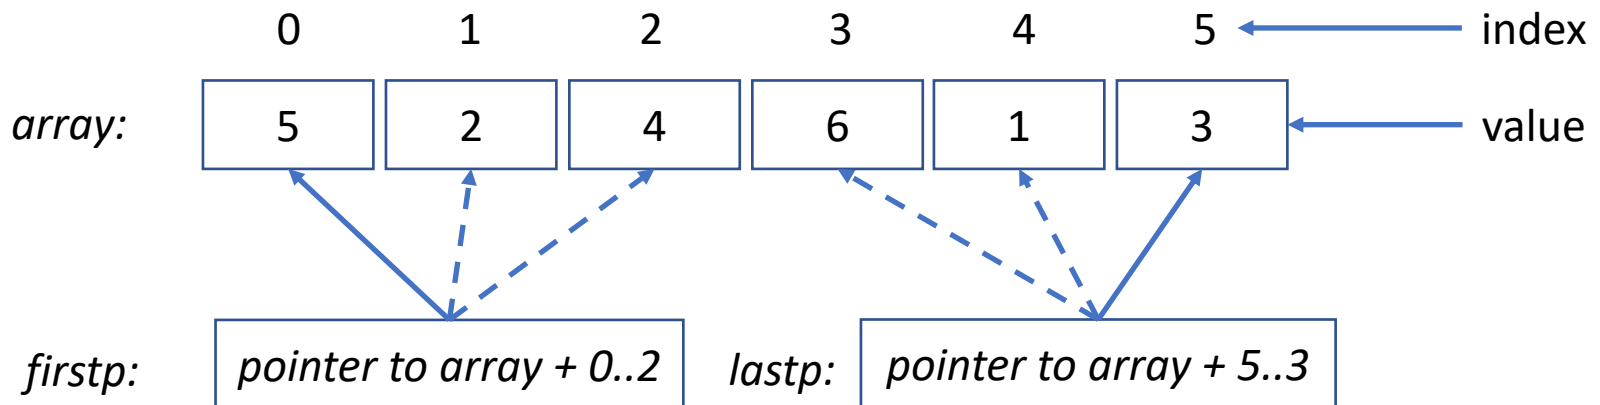 0 1 2 3 4 5 index
array: 5 2 4 6 1 3 value
firstp: pointer to array + 0..2 lastp: pointer to array + 5..3